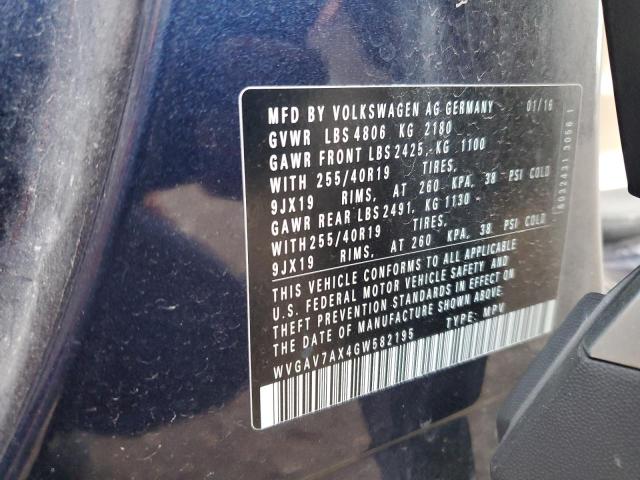 MFD BY VOLKSWAGEN AG GERMANY 01/16
GVWR LBS 4806 KG 2180
GAWR FRONT LBS 2425,- KG 1100
WITH 255/40R19 TIRES,
9JX19 RIMS, AT 260 KPA, 38 PSI COLD
GAWR REAR LBS 2491, KG 1130 -
WITH 255/40R19 TIRES,
9JX19 RIMS, AT 260 KPA, 38 PSI COLD
THIS VEHICLE CONFORMS TO ALL APPLICABLE
U.S. FEDERAL MOTOR VEHICLE SAFETY AND
THEFT PREVENTION STANDARDS IN EFFECT ON
THE DATE OF MANUFACTURE SHOWN ABOVE.
WVGAV7AX4GW582195 TYPE: MPV